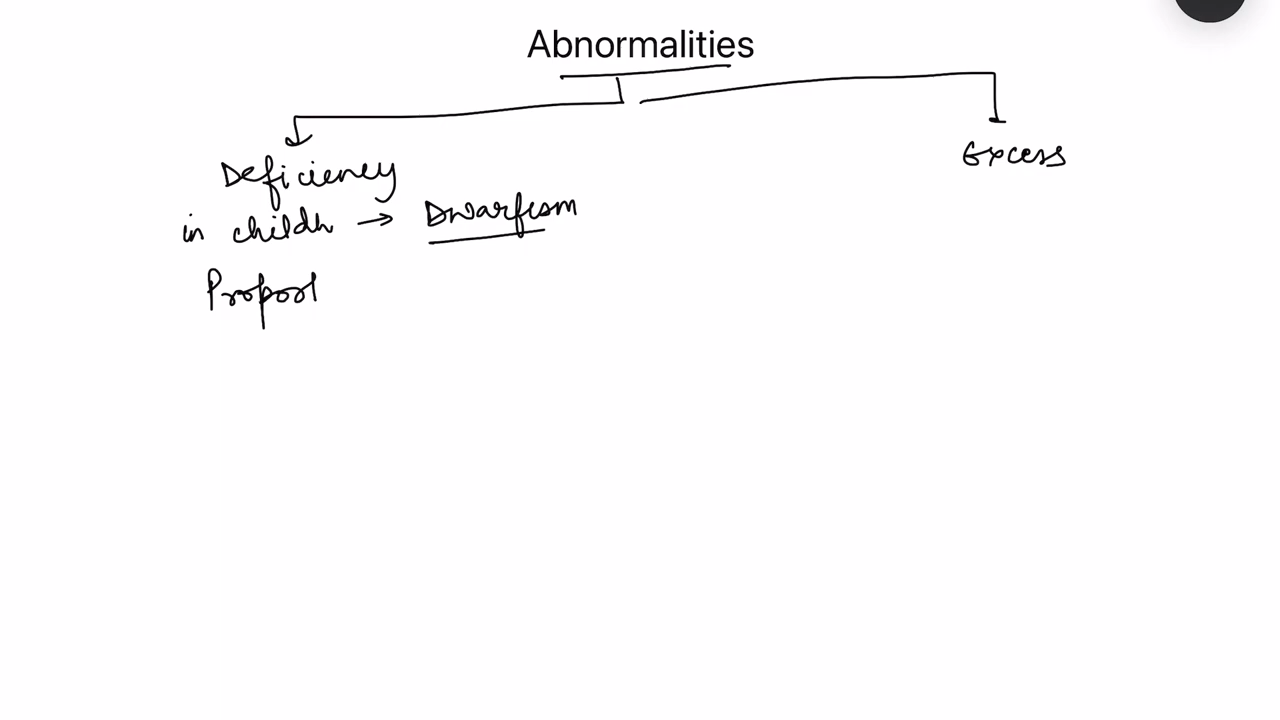 Abnormalities
Deficiency
Excess
in childh → Dwarfism
Proport